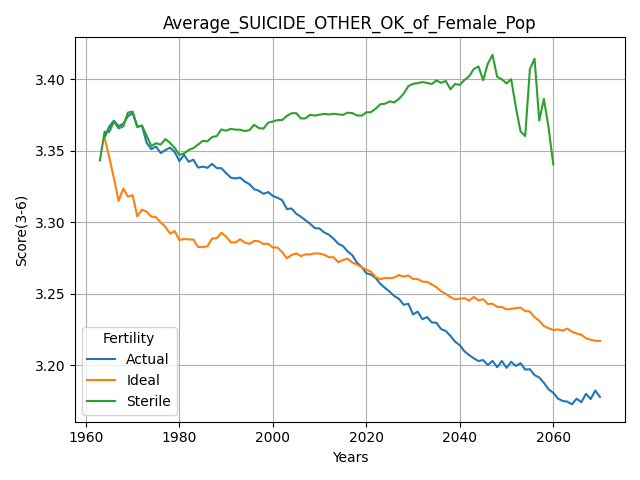 Average_SUICIDE_OTHER_OK_of_Female_Pop
Score(3-6)
3.40
3.35
3.30
3.25
3.20
Fertility
Actual
Ideal
Sterile
1960 1980 2000 2020 2040 2060
Years